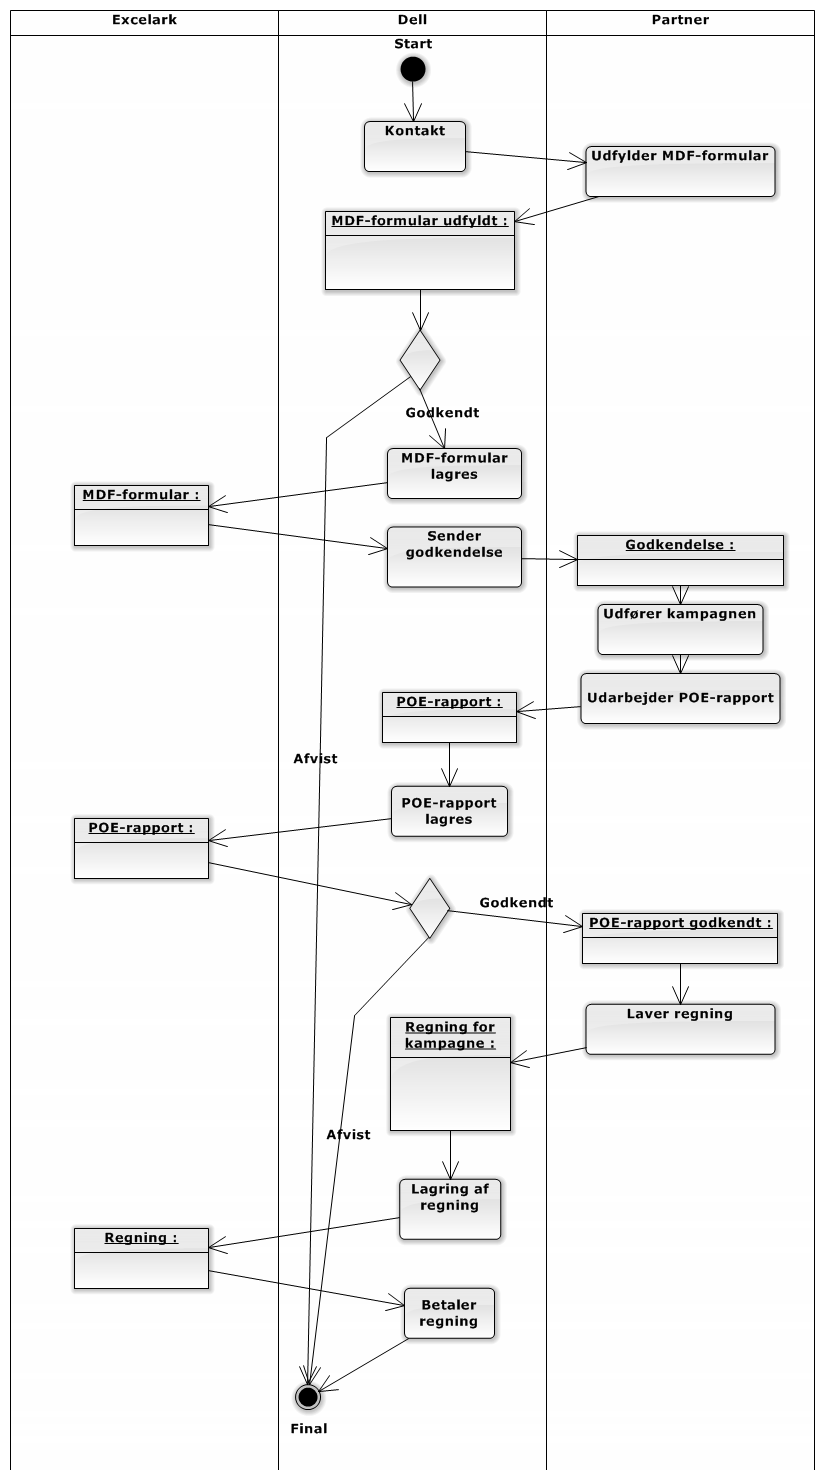 Excelark
Dell
Partner
Start
Kontakt
Udfylder MDF-formular
MDF-formular udfyldt :
Godkendt
MDF-formular
lagres
MDF-formular :
Sender
godkendelse
Godkendelse :
Udfører kampagnen
Udarbejder POE-rapport
POE-rapport :
Afvist
POE-rapport
lagres
POE-rapport :
Godkendt
POE-rapport godkendt :
Laver regning
Regning for
kampagne :
Afvist
Lagring af
regning
Regning :
Betaler
regning
Final